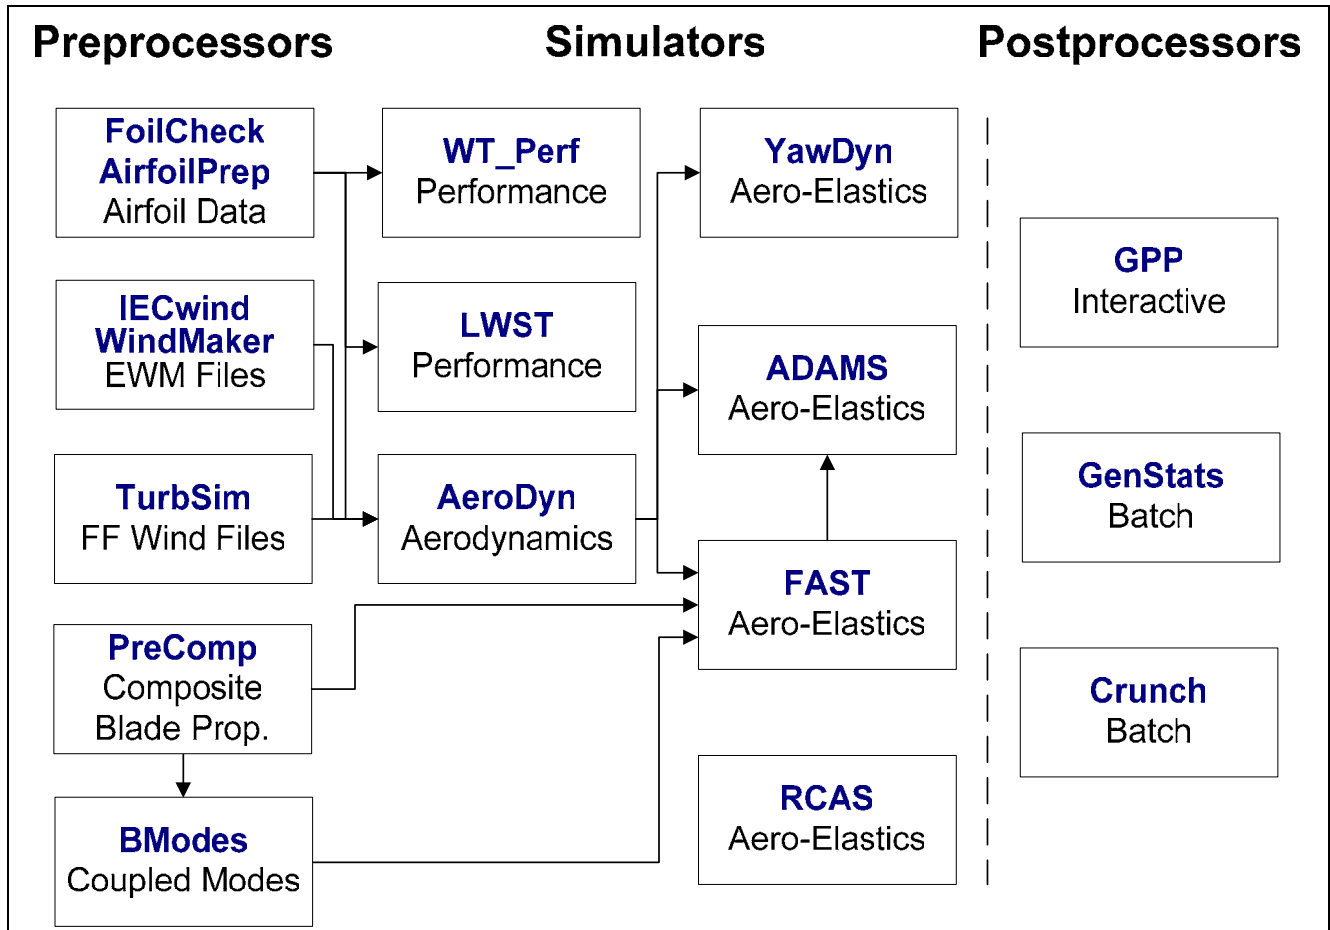 Preprocessors
Simulators
Postprocessors
FoilCheck
AirfoilPrep
Airfoil Data
IECwind
WindMaker
EWM Files
TurbSim
FF Wind Files
PreComp
Composite
Blade Prop.
BModes
Coupled Modes
WT_Perf
Performance
LWST
Performance
AeroDyn
Aerodynamics
YawDyn
Aero-Elastics
ADAMS
Aero-Elastics
FAST
Aero-Elastics
RCAS
Aero-Elastics
GPP
Interactive
GenStats
Batch
Crunch
Batch